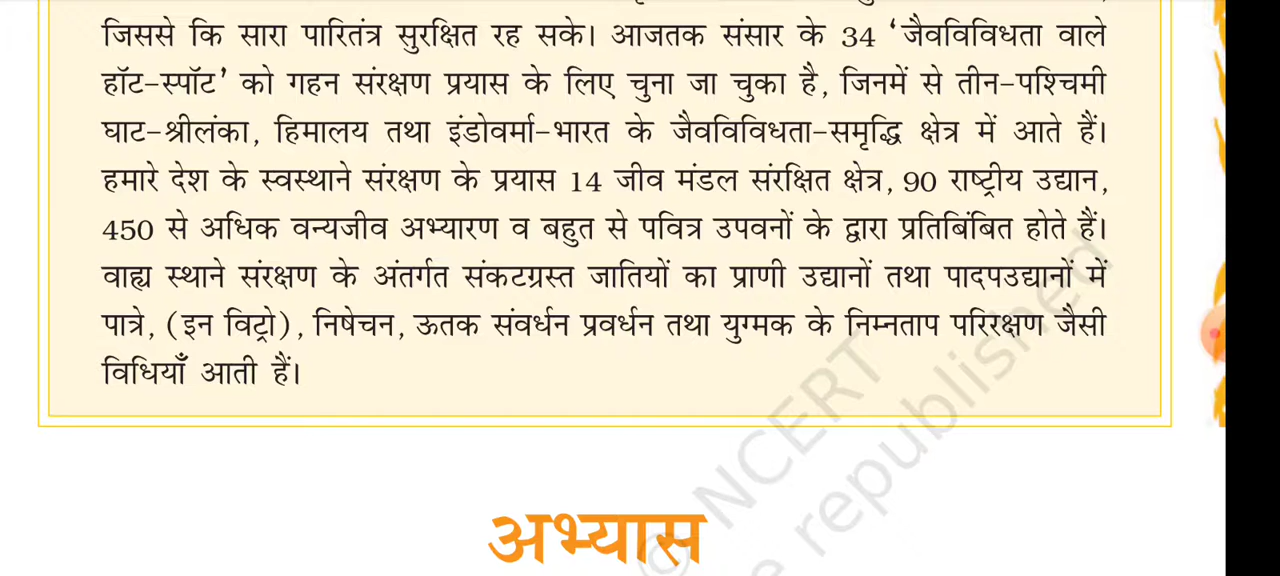 जिससे कि सारा पारितंत्र सुरक्षित रह सके। आजतक संसार के 34 ‘जैवविविधता वाले
हॉट-स्पॉट’ को गहन संरक्षण प्रयास के लिए चुना जा चुका है, जिनमें से तीन-पश्चिमी
घाट-श्रीलंका, हिमालय तथा इंडोवर्मा-भारत के जैवविविधता-समृद्धि क्षेत्र में आते हैं।
हमारे देश के स्वस्थाने संरक्षण के प्रयास 14 जीव मंडल संरक्षित क्षेत्र, 90 राष्ट्रीय उद्यान,
450 से अधिक वन्यजीव अभ्यारण व बहुत से पवित्र उपवनों के द्वारा प्रतिबिंबित होते हैं।
वाह्य स्थाने संरक्षण के अंतर्गत संकटग्रस्त जातियों का प्राणी उद्यानों तथा पादपउद्यानों में
पात्रे, (इन विट्रो), निषेचन, ऊतक संवर्धन प्रवर्धन तथा युग्मक के निम्नताप परिरक्षण जैसी
विधियाँ आती हैं।
© NCERT
republished
अभ्यास